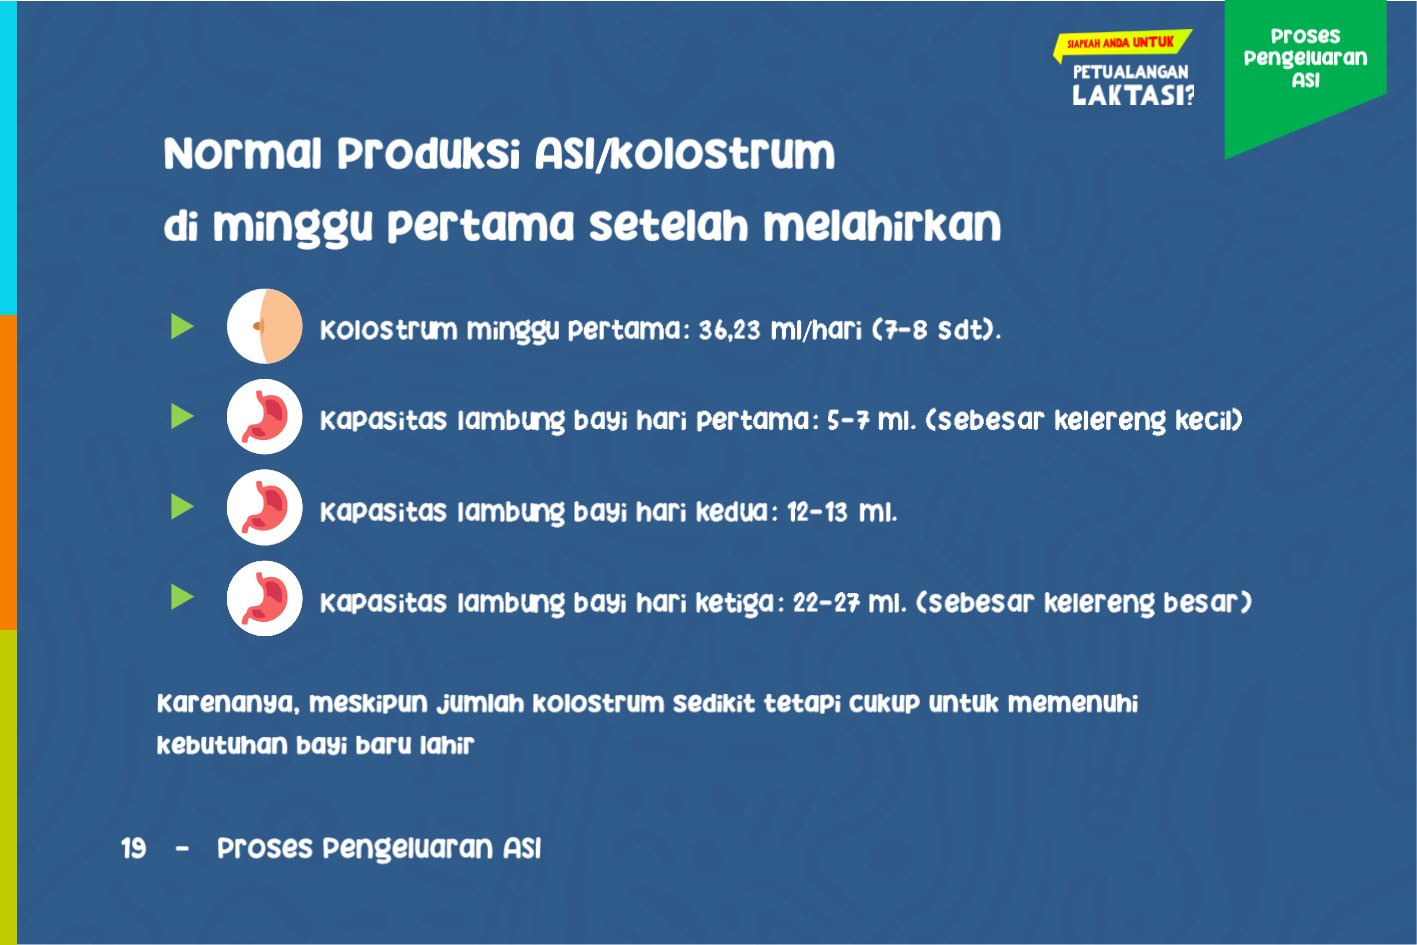 SIAPKAH ANDA UNTUK
PETUALANGAN
LAKTASI?
Proses
Pengeluaran
ASI
Normal Produksi ASI/kolostrum
di minggu pertama setelah melahirkan
Kolostrum minggu pertama: 36,23 ml/hari (7-8 sdt).
Kapasitas lambung bayi hari pertama: 5-7 ml. (sebesar kelereng kecil)
Kapasitas lambung bayi hari kedua: 12-13 ml.
Kapasitas lambung bayi hari ketiga: 22-27 ml. (sebesar kelereng besar)
Karenanya, meskipun jumlah kolostrum sedikit tetapi cukup untuk memenuhi
kebutuhan bayi baru lahir
19 - Proses Pengeluaran ASI